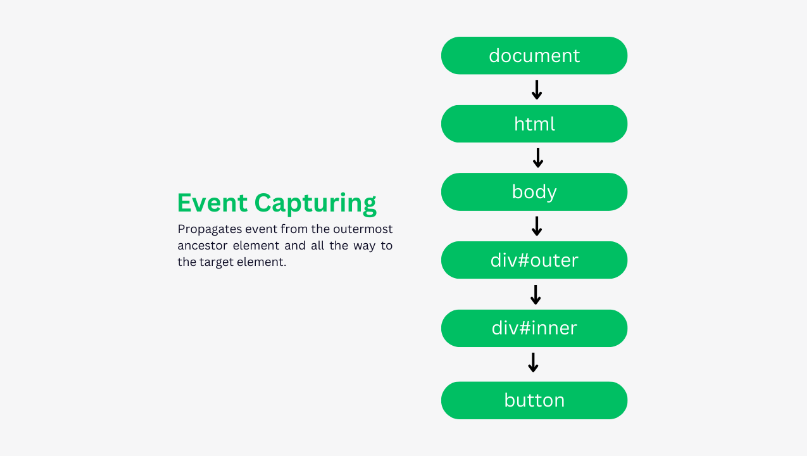 Event Capturing
Propagates event from the outermost
ancestor element and all the way to
the target element.
document
html
body
div#outer
div#inner
button